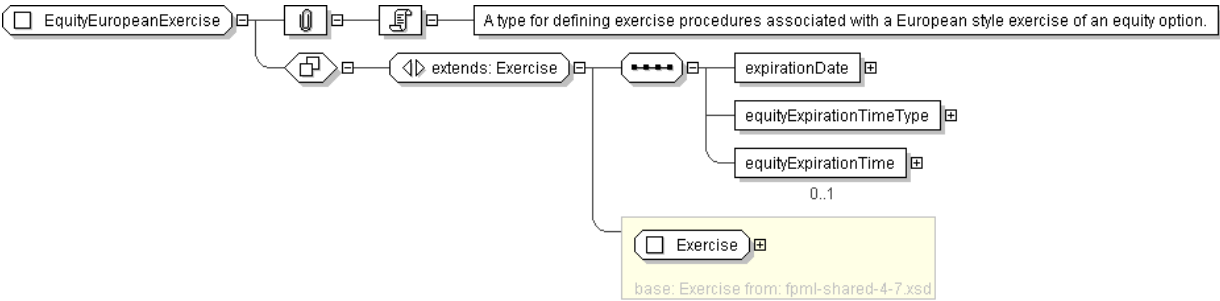 EquityEuropeanExercise
A type for defining exercise procedures associated with a European style exercise of an equity option.
extends: Exercise
expirationDate
equityExpirationTimeType
equityExpirationTime
0..1
Exercise
base: Exercise from: fpml-shared-4-7.xsd